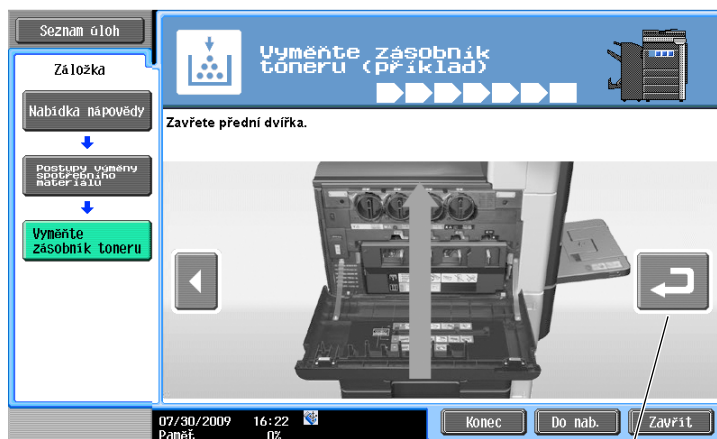 Seznam úloh
Záložka
Nabídka nápovědy
Postupy výměny
spotřebního
materiálu
Vyměňte
zásobník toneru
Vyměňte zásobník
toneru (příklad)
Zavřete přední dvířka.
07/30/2009 16:22
Paměť 0%
Konec
Do nab.
Zavřít